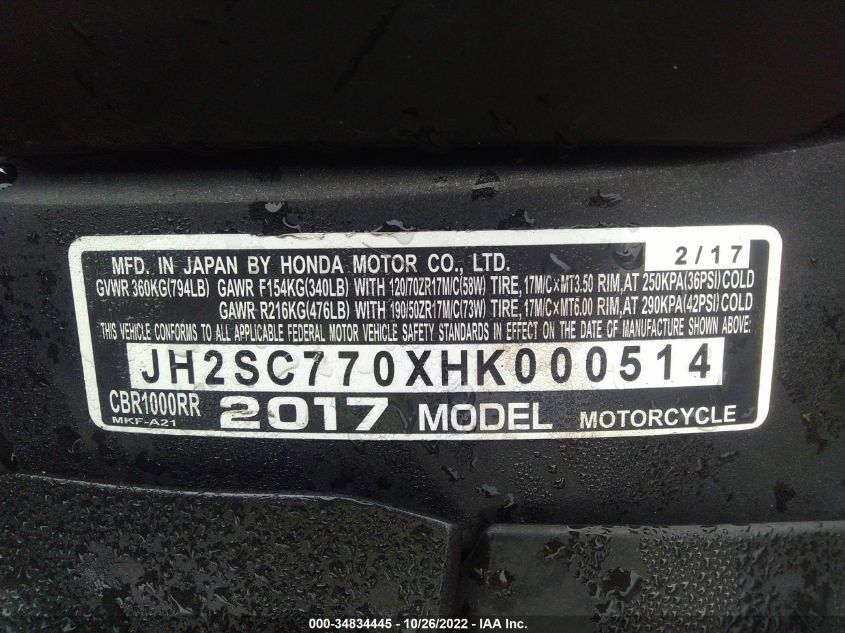 2/17
MFD. IN JAPAN BY HONDA MOTOR CO., LTD.
GVWR 360KG(794LB) GAWR F154KG(340LB) WITH 120/70ZR17M/C(58W) TIRE, 17M/C×MT3.50 RIM, AT 250KPA(36PSI)COLD
GAWR R216KG(476LB) WITH 190/50ZR17M/C(73W) TIRE, 17M/C×MT6.00 RIM, AT 290KPA(42PSI) COLD
THIS VEHICLE CONFORMS TO ALL APPLICABLE FEDERAL MOTOR VEHICLE SAFETY STANDARDS IN EFFECT ON THE DATE OF MANUFACTURE SHOWN ABOVE.
JH2SC770XHK000514
CBR1000RR 2017 MODEL MOTORCYCLE
MKF-A21
000-34834445 - 10/26/2022 - IAA Inc.